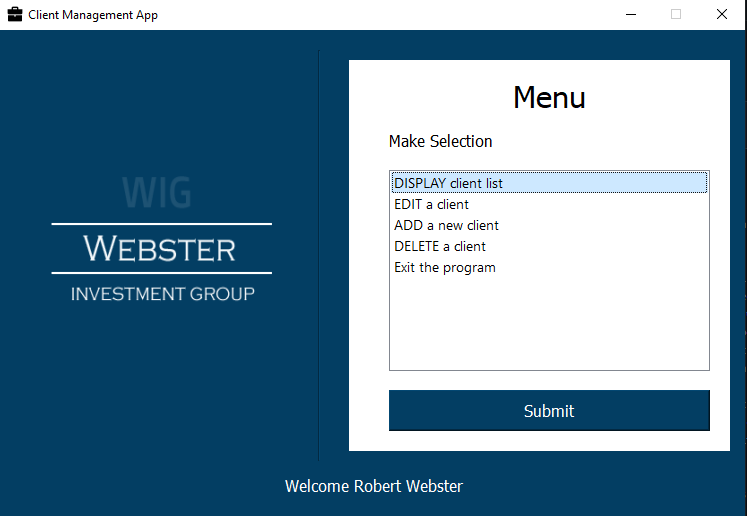 Client Management App
WIG
WEBSTER
INVESTMENT GROUP
Menu
Make Selection
DISPLAY client list
EDIT a client
ADD a new client
DELETE a client
Exit the program
Submit
Welcome Robert Webster